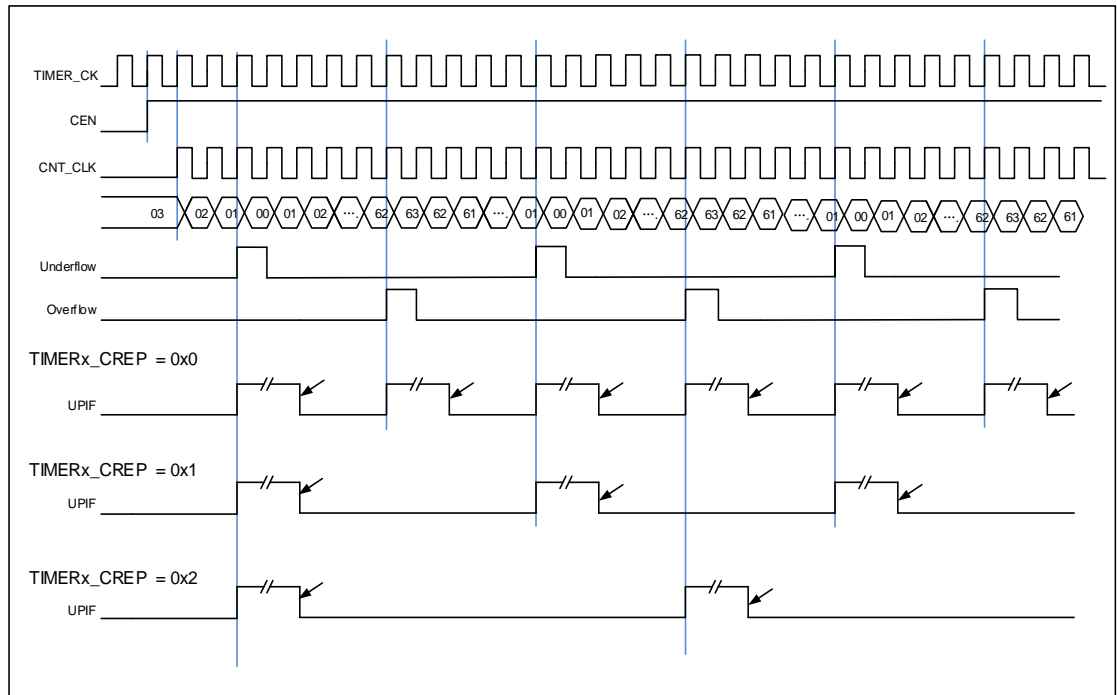 TIMER_CK
CEN
CNT_CLK
03 02 01 00 01 02 .... 62 63 62 61 .... 01 00 01 02 .... 62 63 62 61 .... 01 00 01 02 .... 62 63 62 61
Underflow
Overflow
TIMERx_CREP = 0x0
UPIF
TIMERx_CREP = 0x1
UPIF
TIMERx_CREP = 0x2
UPIF